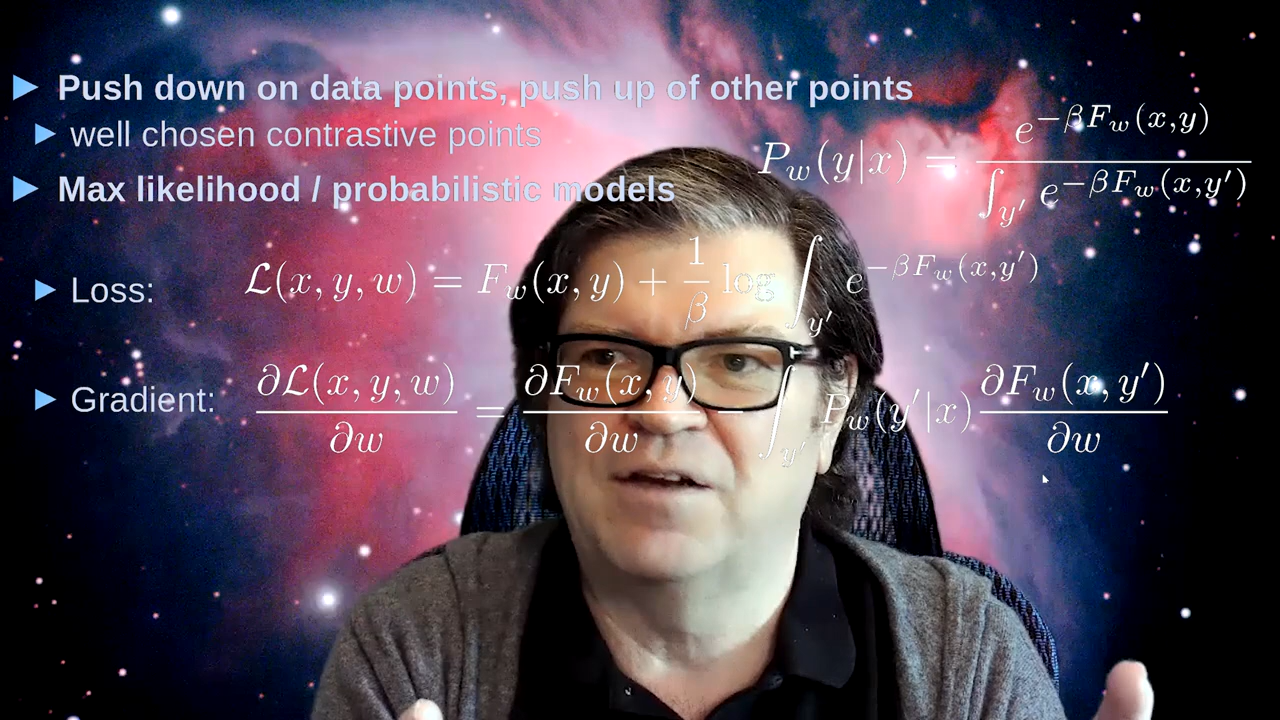 Push down on data points, push up of other points
well chosen contrastive points
Max likelihood / probabilistic models
P_w(y|x) = e^{−βF_w(x,y)} / ∫_{y'} e^{−βF_w(x,y')}
Loss: ℒ(x, y, w) = F_w(x, y) + 1/β log ∫_{y'} e^{−βF_w(x,y')}
Gradient: ∂ℒ(x, y, w)/∂w = ∂F_w(x, y)/∂w − ∫_{y'} P_w(y'|x) ∂F_w(x, y')/∂w